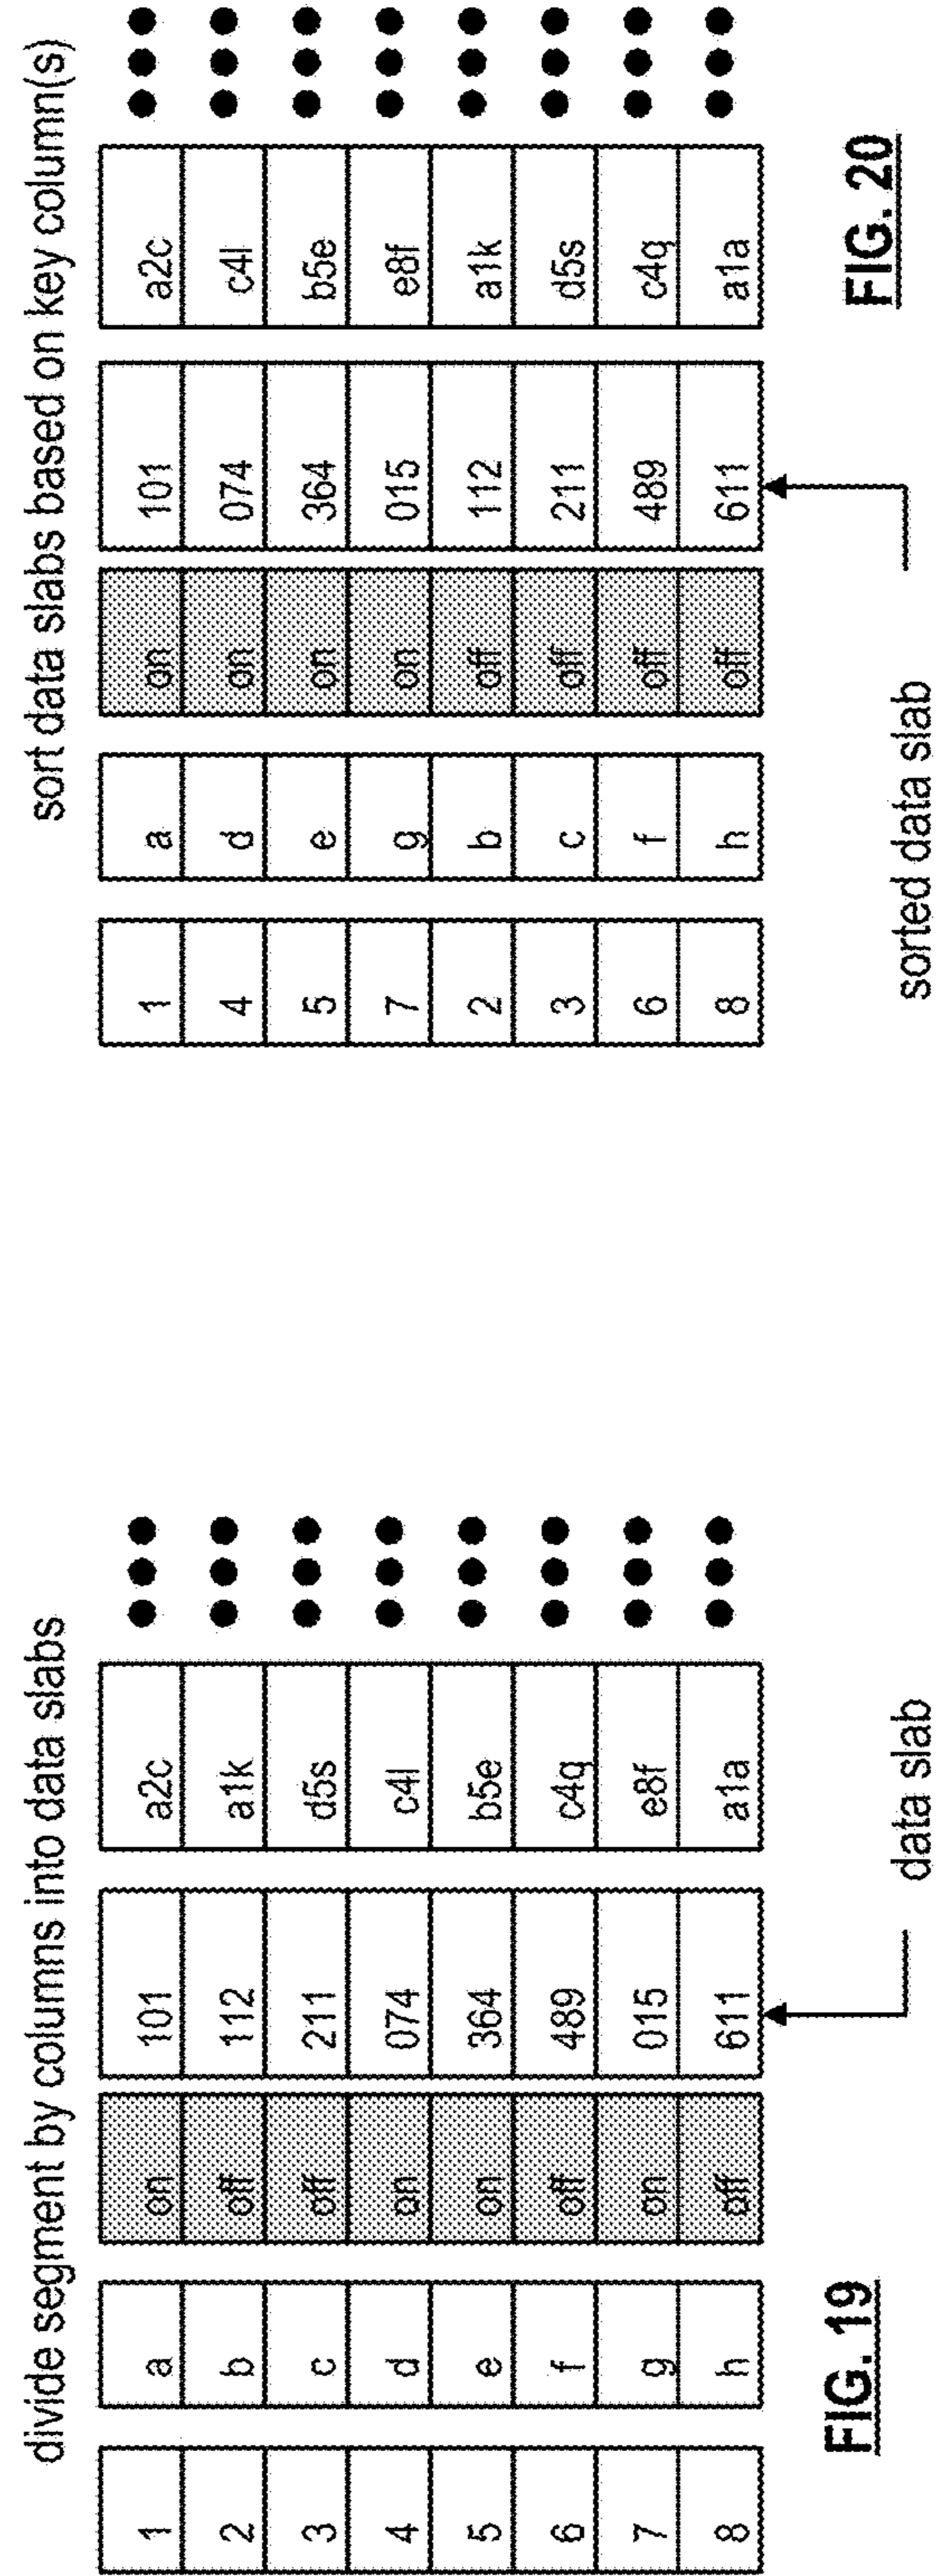 divide segment by columns into data slabs
1 a on 101 a2c
2 b off 112 a1k
3 c off 211 d5s
4 d on 074 c4l
5 e on 364 b5e
6 f off 489 c4q
7 g on 015 e8f
8 h off 611 a1a
data slab
FIG. 19
sort data slabs based on key column(s)
1 a on 101 a2c
4 d on 074 c4l
5 e on 364 b5e
7 g on 015 e8f
2 b off 112 a1k
3 c off 211 d5s
6 f off 489 c4q
8 h off 611 a1a
sorted data slab
FIG. 20